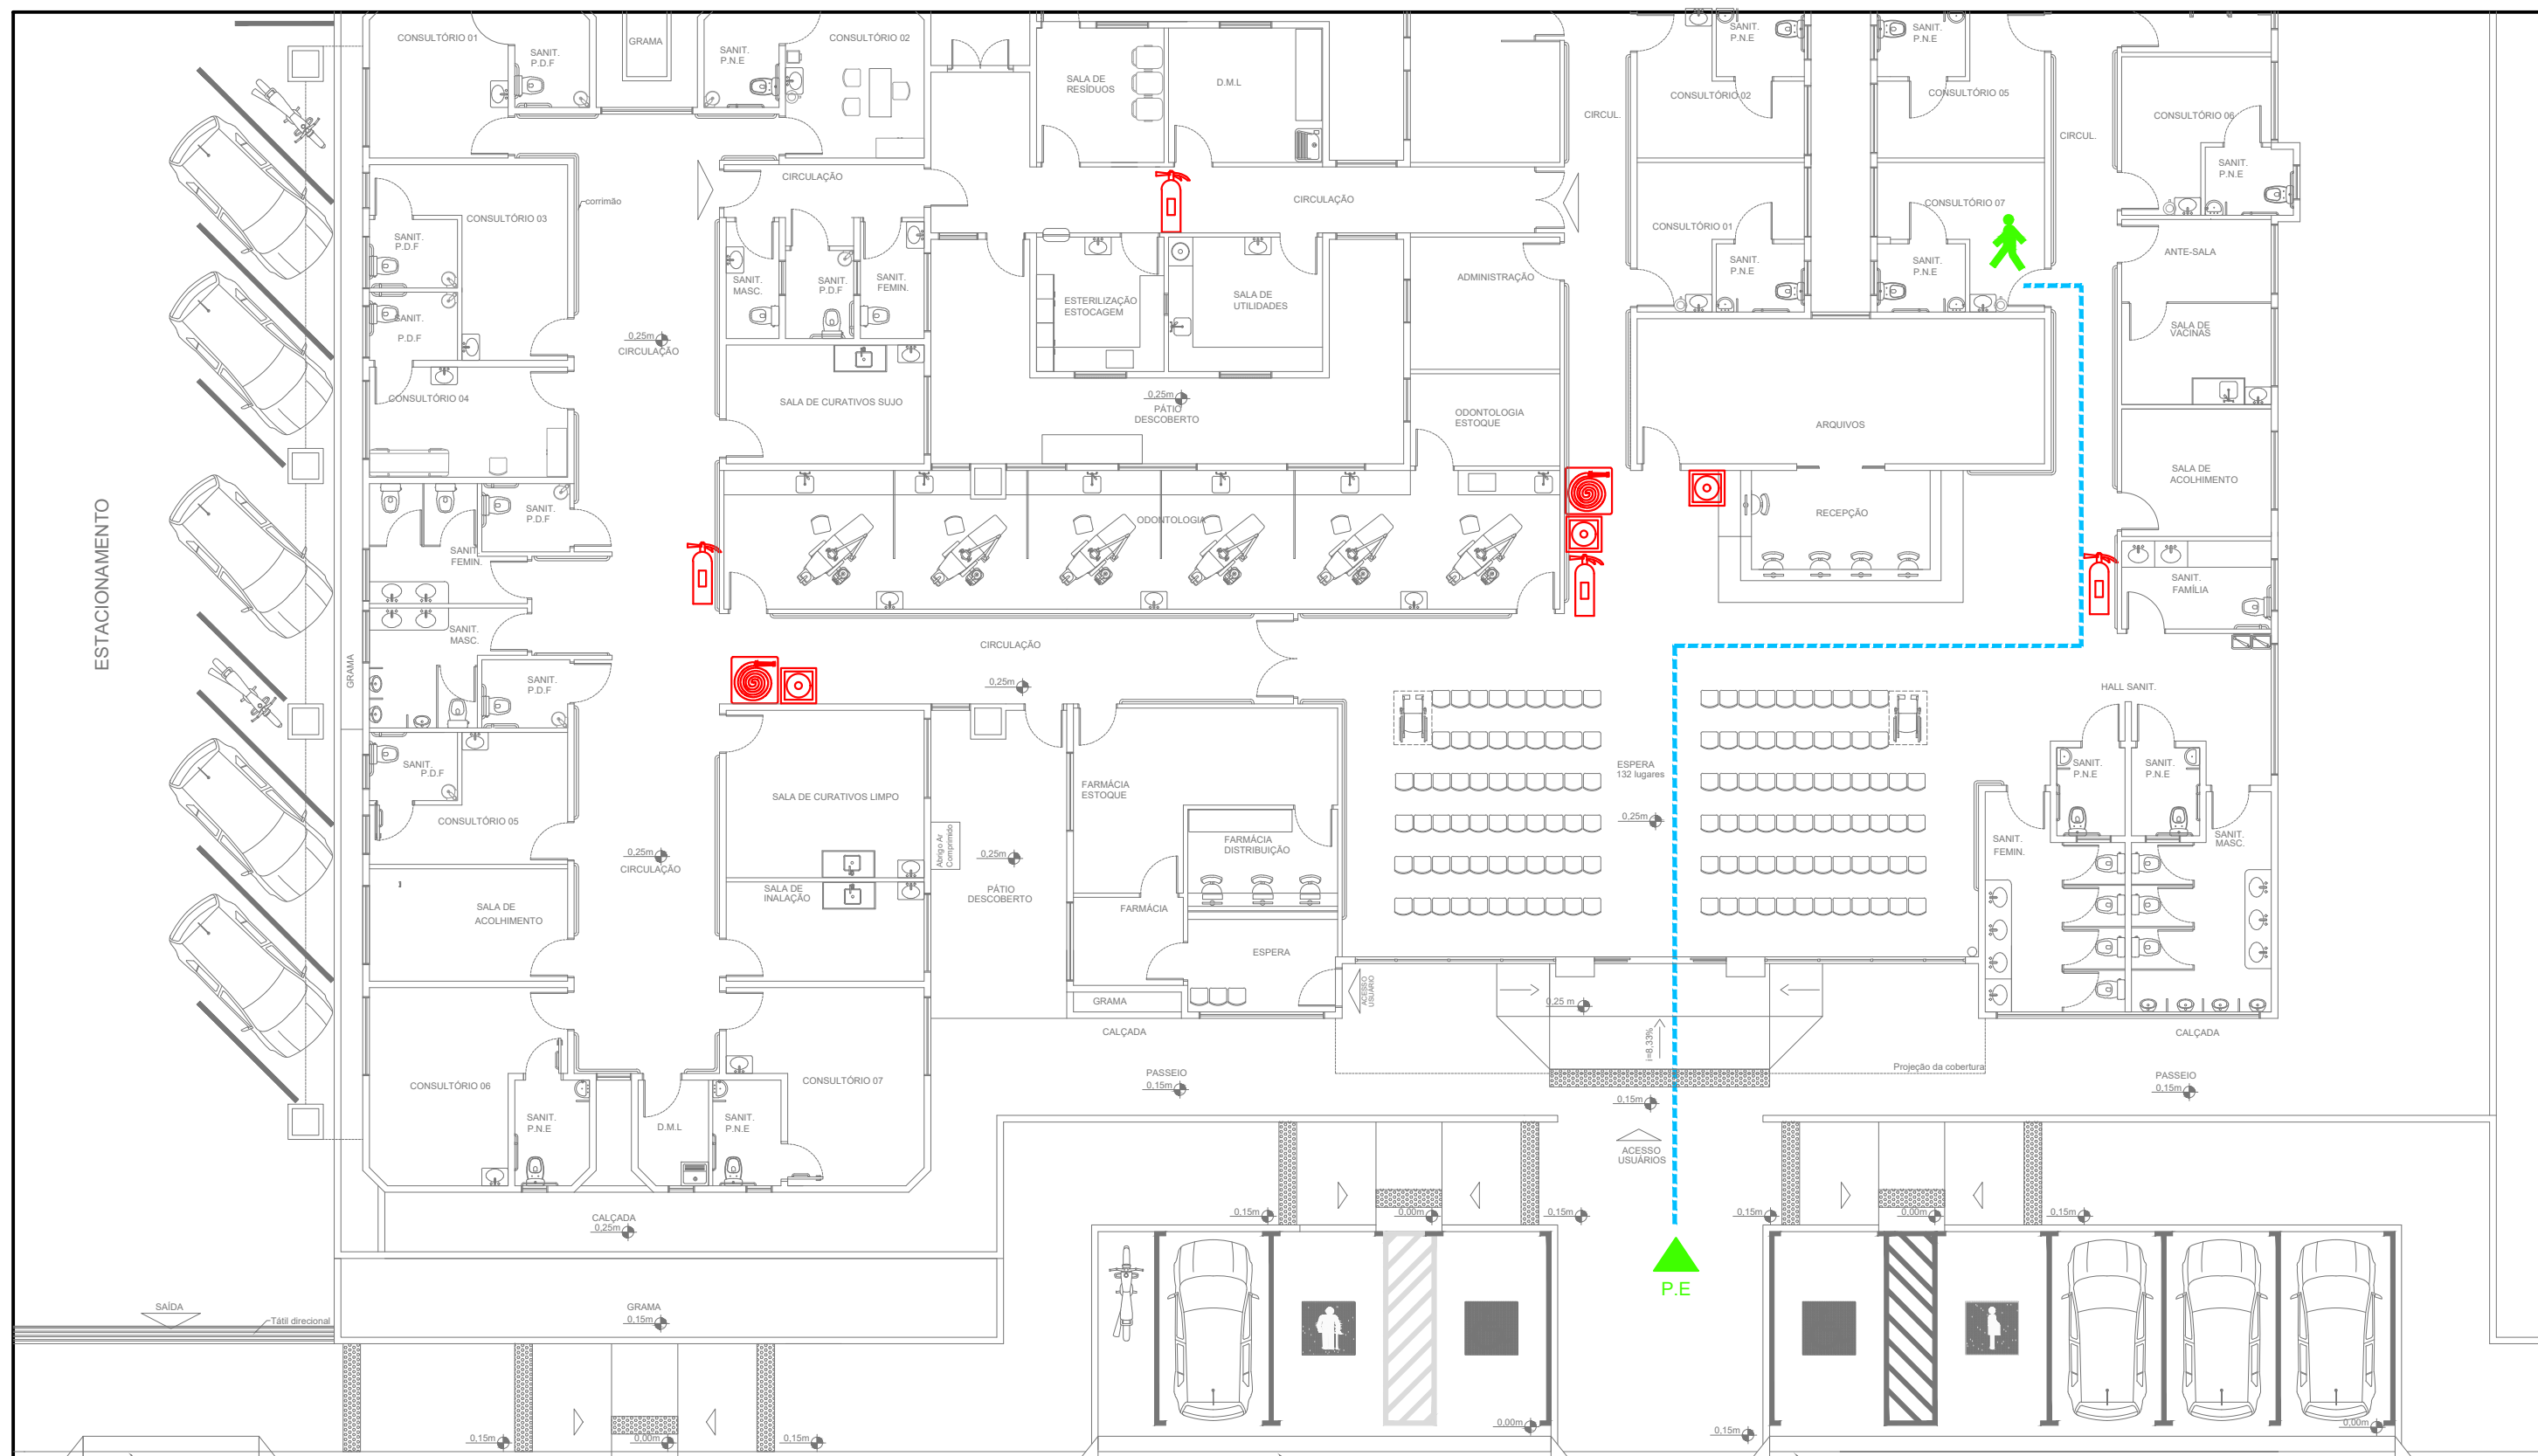 CONSULTÓRIO 01
SANIT.
P.D.F
GRAMA
SANIT.
P.N.E
CONSULTÓRIO 02
SALA DE
RESÍDUOS
D.M.L
CIRCUL.
SANIT.
P.N.E
CONSULTÓRIO 02
SANIT.
P.N.E
CONSULTÓRIO 05
CIRCUL.
CONSULTÓRIO 06
SANIT.
P.N.E
CIRCULAÇÃO
CIRCULAÇÃO
corrimão
CONSULTÓRIO 03
SANIT.
P.D.F
SANIT.
P.D.F
CONSULTÓRIO 01
SANIT.
P.N.E
CONSULTÓRIO 07
SANIT.
P.N.E
ANTE-SALA
SANIT.
MASC.
SANIT.
P.D.F
SANIT.
FEMIN.
ESTERILIZAÇÃO
ESTOCAGEM
SALA DE
UTILIDADES
ADMINISTRAÇÃO
0,25m
CIRCULAÇÃO
SALA DE
VACINAS
CONSULTÓRIO 04
SALA DE CURATIVOS SUJO
0,25m
PÁTIO
DESCOBERTO
ODONTOLOGIA
ESTOQUE
ARQUIVOS
SALA DE
ACOLHIMENTO
ESTACIONAMENTO
SANIT.
P.D.F
ODONTOLOGIA
RECEPÇÃO
SANIT.
FEMIN.
SANIT.
FAMÍLIA
SANIT.
MASC.
GRAMA
CIRCULAÇÃO
0,25m
SANIT.
P.D.F
HALL SANIT.
SANIT.
P.D.F
CONSULTÓRIO 05
SALA DE CURATIVOS LIMPO
FARMÁCIA
ESTOQUE
ESPERA
132 lugares
0,25m
SANIT.
P.N.E
SANIT.
P.N.E
0,25m
CIRCULAÇÃO
Abrigo Ar
Comprimido
0,25m
PÁTIO
DESCOBERTO
FARMÁCIA
DISTRIBUIÇÃO
SANIT.
FEMIN.
SANIT.
MASC.
SALA DE
INALAÇÃO
SALA DE
ACOLHIMENTO
FARMÁCIA
ESPERA
GRAMA
ACESSO
USUÁRIO
0,25 m
CALÇADA
CALÇADA
i=8,33%
Projeção da cobertura
CONSULTÓRIO 06
SANIT.
P.N.E
D.M.L
SANIT.
P.N.E
CONSULTÓRIO 07
PASSEIO
0,15m
PASSEIO
0,15m
0,15m
ACESSO
USUÁRIOS
CALÇADA
0,25m
0,15m
0,00m
0,15m
0,15m
0,00m
0,15m
P.E
SAÍDA
Tátil direcional
GRAMA
0,15m
0,15m
0,00m
0,15m
0,00m
0,15m
0,00m